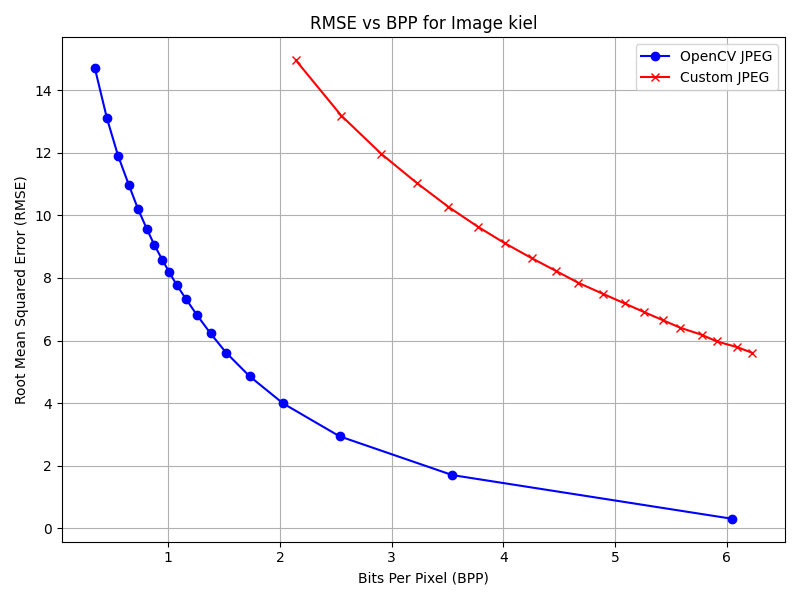 RMSE vs BPP for Image kiel
OpenCV JPEG
Custom JPEG
Root Mean Squared Error (RMSE)
14
12
10
8
6
4
2
0
1 2 3 4 5 6
Bits Per Pixel (BPP)